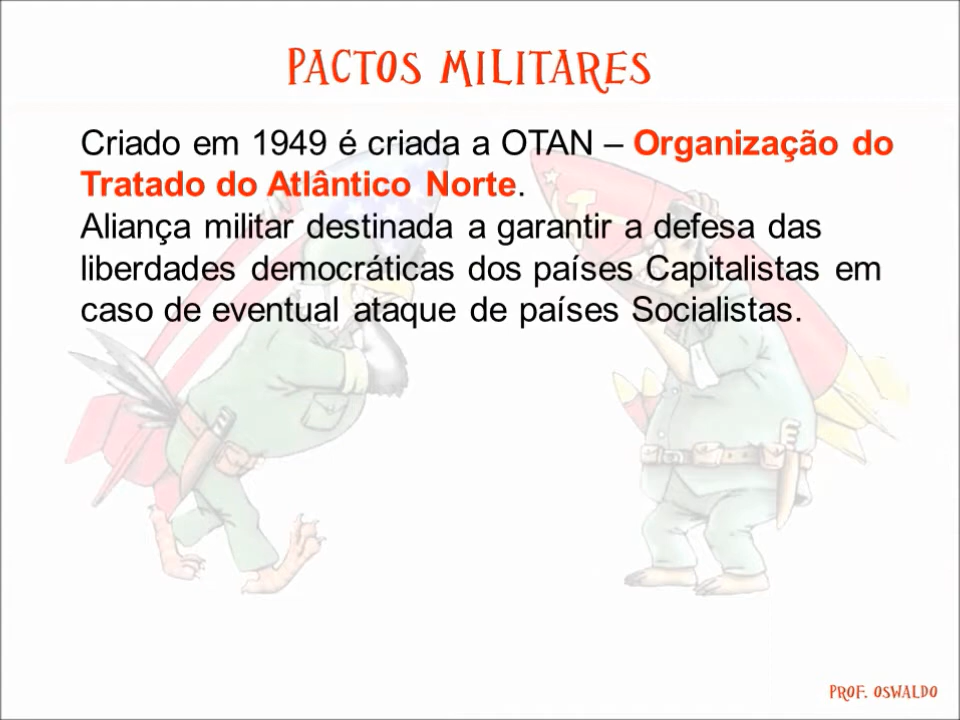 PACTOS MILITARES
Criado em 1949 é criada a OTAN – Organização do
Tratado do Atlântico Norte.
Aliança militar destinada a garantir a defesa das
liberdades democráticas dos países Capitalistas em
caso de eventual ataque de países Socialistas.
PROF. OSWALDO